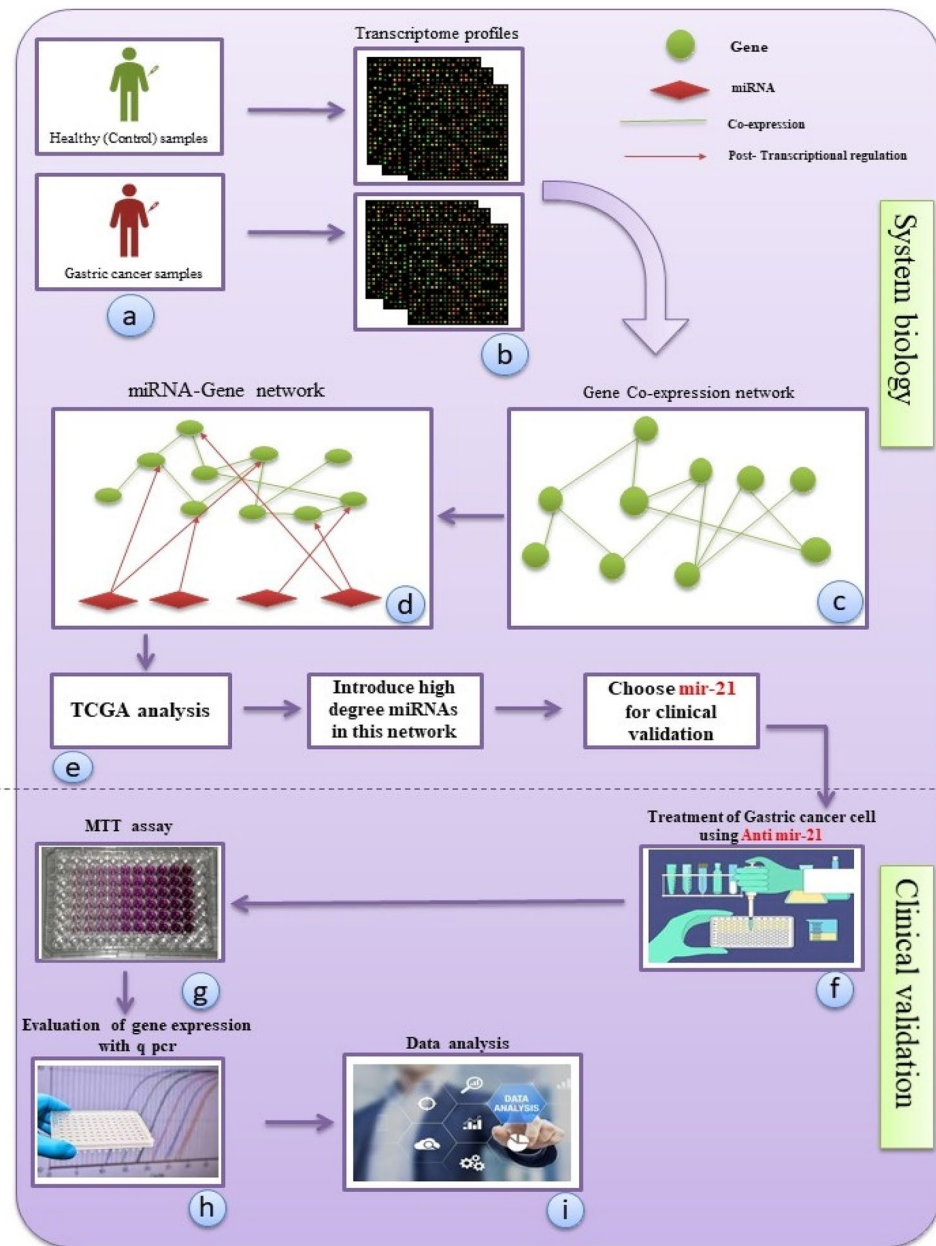 Transcriptome profiles
Healthy (Control) samples
Gastric cancer samples
a
b
Gene
miRNA
Co-expression
Post- Transcriptional regulation
System biology
miRNA-Gene network
Gene Co-expression network
d
c
TCGA analysis
e
Introduce high
degree miRNAs
in this network
Choose mir-21
for clinical
validation
MTT assay
Treatment of Gastric cancer cell
using Anti mir-21
g
f
Clinical validation
Evaluation of gene expression
with q pcr
Data analysis
DATA
ANALYSIS
h
i